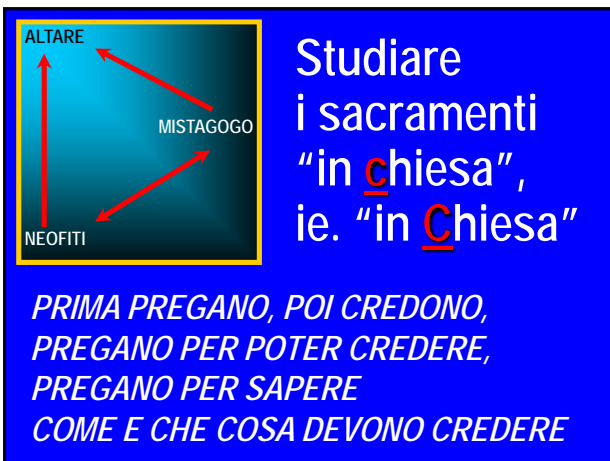 ALTARE
MISTAGOGO
NEOFITI
Studiare
i sacramenti
“in chiesa”,
ie. “in Chiesa”
PRIMA PREGANO, POI CREDONO,
PREGANO PER POTER CREDERE,
PREGANO PER SAPERE
COME E CHE COSA DEVONO CREDERE